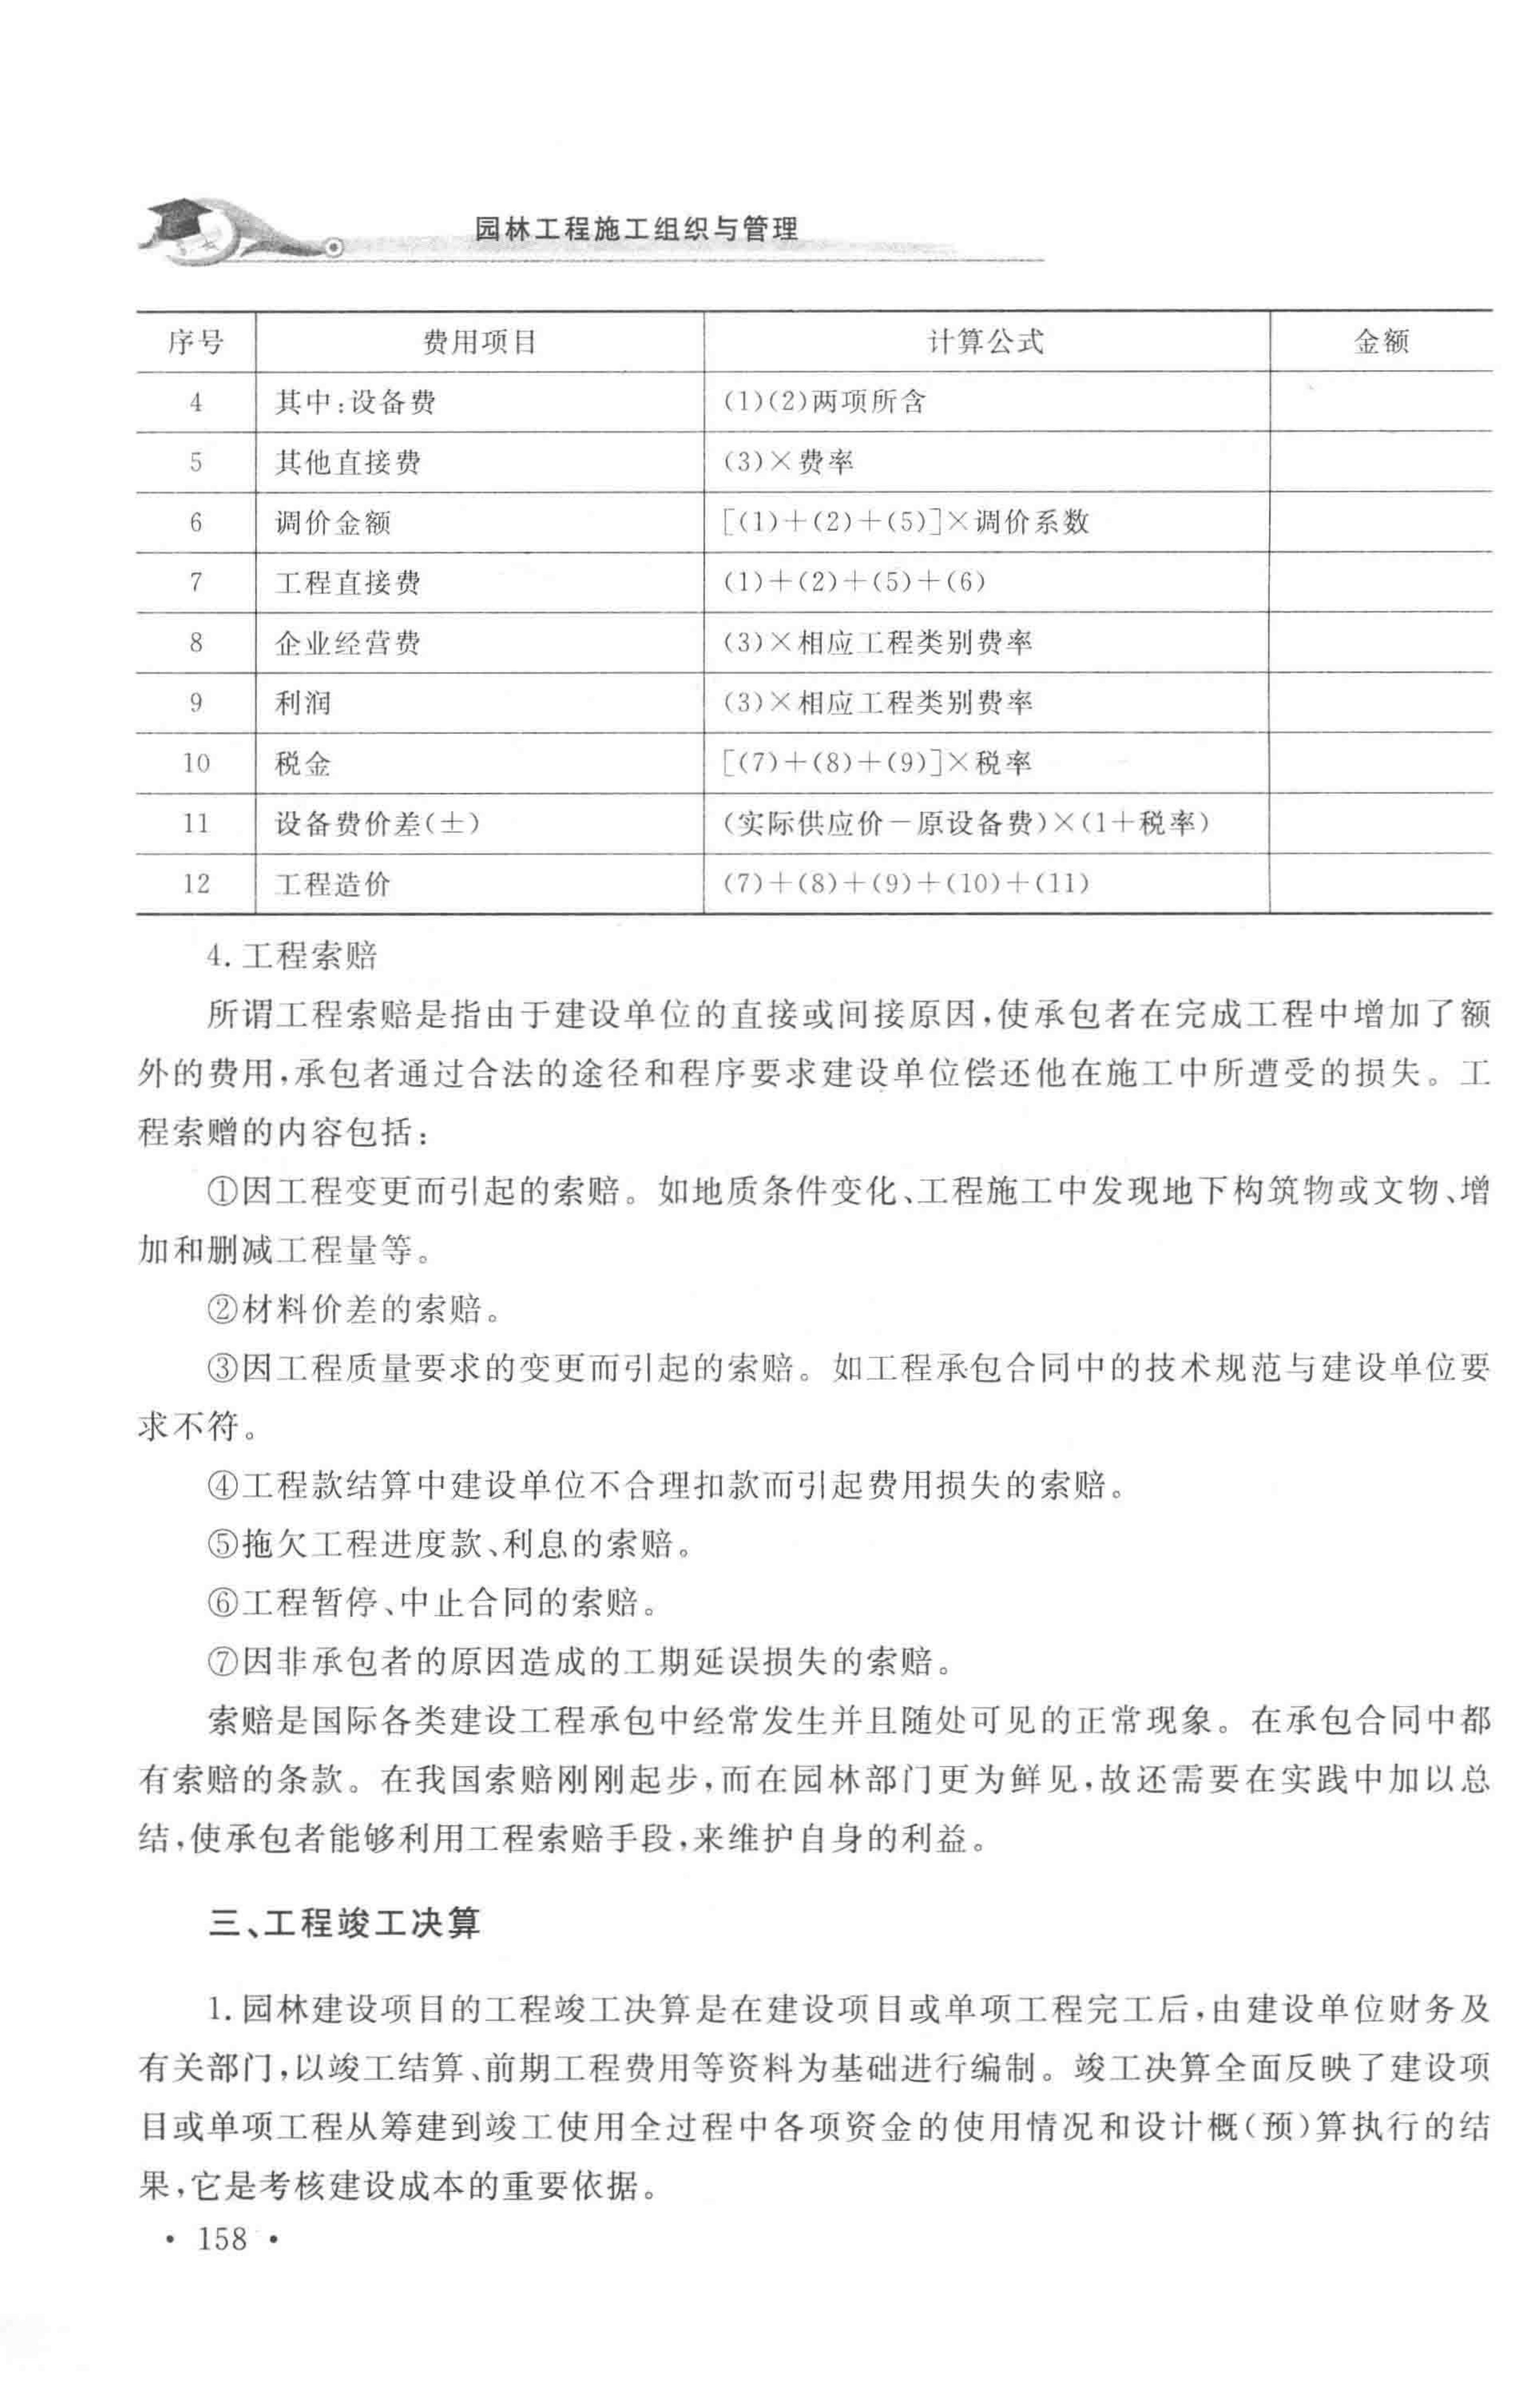 园林工程施工组织与管理
序号 费用项目 计算公式 金额
4 其中:设备费 (1)(2)两项所含
5 其他直接费 (3)×费率
6 调价金额 [(1)+(2)+(5)]×调价系数
7 工程直接费 (1)+(2)+(5)+(6)
8 企业经营费 (3)×相应工程类别费率
9 利润 (3)×相应工程类别费率
10 税金 [(7)+(8)+(9)]×税率
11 设备费价差(±) (实际供应价-原设备费)×(1+税率)
12 工程造价 (7)+(8)+(9)+(10)+(11)
4.工程索赔
所谓工程索赔是指由于建设单位的直接或间接原因,使承包者在完成工程中增加了额
外的费用,承包者通过合法的途径和程序要求建设单位偿还他在施工中所遭受的损失。工
程索赠的内容包括:
①因工程变更而引起的索赔。如地质条件变化、工程施工中发现地下构筑物或文物、增
加和删减工程量等。
②材料价差的索赔。
③因工程质量要求的变更而引起的索赔。如工程承包合同中的技术规范与建设单位要
求不符。
④工程款结算中建设单位不合理扣款而引起费用损失的索赔。
⑤拖欠工程进度款、利息的索赔。
⑥工程暂停、中止合同的索赔。
⑦因非承包者的原因造成的工期延误损失的索赔。
索赔是国际各类建设工程承包中经常发生并且随处可见的正常现象。在承包合同中都
有索赔的条款。在我国索赔刚刚起步,而在园林部门更为鲜见,故还需要在实践中加以总
结,使承包者能够利用工程索赔手段,来维护自身的利益。
三、工程竣工决算
1.园林建设项目的工程竣工决算是在建设项目或单项工程完工后,由建设单位财务及
有关部门,以竣工结算、前期工程费用等资料为基础进行编制。竣工决算全面反映了建设项
目或单项工程从筹建到竣工使用全过程中各项资金的使用情况和设计概(预)算执行的结
果,它是考核建设成本的重要依据。
· 158 ·